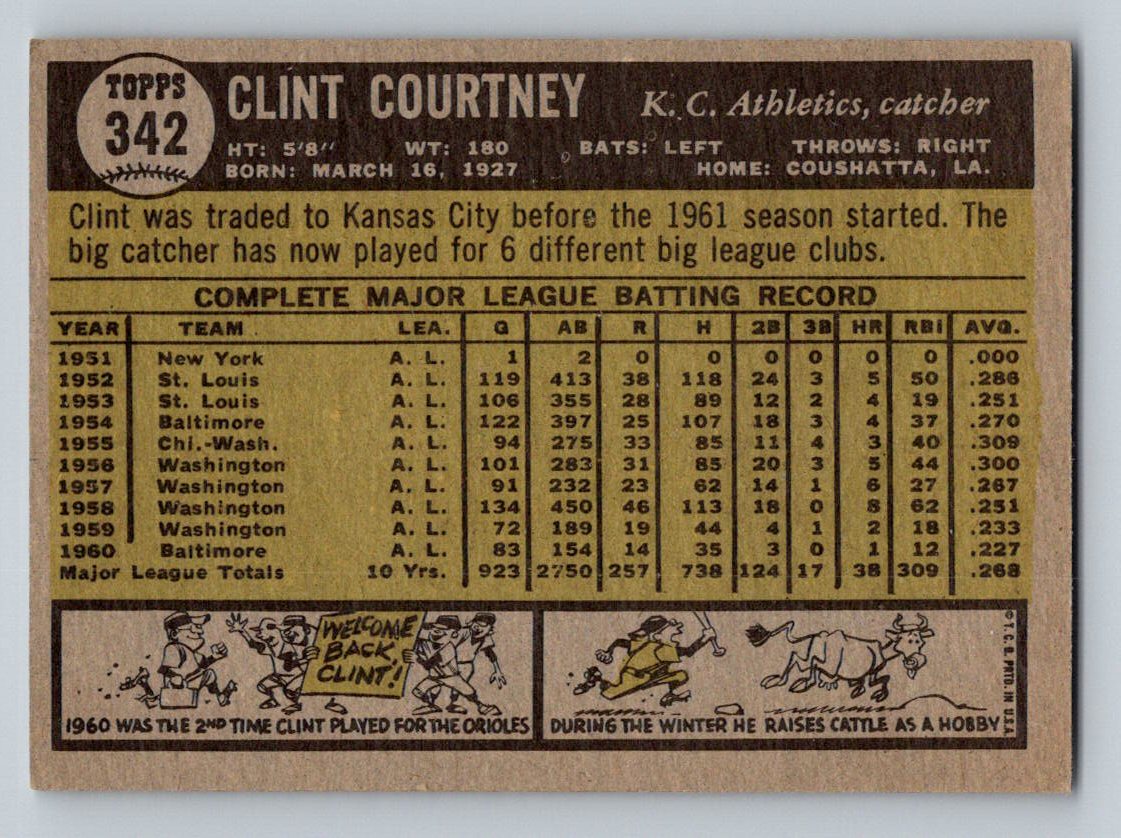 TOPPS
342
CLINT COURTNEY K. C. Athletics, catcher
HT: 5'8" WT: 180 BATS: LEFT THROWS: RIGHT
BORN: MARCH 16, 1927 HOME: COUSHATTA, LA.
Clint was traded to Kansas City before the 1961 season started. The
big catcher has now played for 6 different big league clubs.
COMPLETE MAJOR LEAGUE BATTING RECORD
YEAR TEAM LEA. G AB R H 2B 3B HR RBI AVG.
1951 New York A. L. 1 2 0 0 0 0 0 0 .000
1952 St. Louis A. L. 119 413 38 118 24 3 5 50 .286
1953 St. Louis A. L. 106 355 28 89 12 2 4 19 .251
1954 Baltimore A. L. 122 397 25 107 18 3 4 37 .270
1955 Chi.-Wash. A. L. 94 275 33 85 11 4 3 40 .309
1956 Washington A. L. 101 283 31 85 20 3 5 44 .300
1957 Washington A. L. 91 232 23 62 14 1 6 27 .267
1958 Washington A. L. 134 450 46 113 18 0 8 62 .251
1959 Washington A. L. 72 189 19 44 4 1 2 18 .233
1960 Baltimore A. L. 83 154 14 35 3 0 1 12 .227
Major League Totals 10 Yrs. 923 2750 257 738 124 17 38 309 .268
WELCOME
BACK,
CLINT!
1960 WAS THE 2ND TIME CLINT PLAYED FOR THE ORIOLES
DURING THE WINTER HE RAISES CATTLE AS A HOBBY
© T. C. G. PRTD. IN U.S.A.